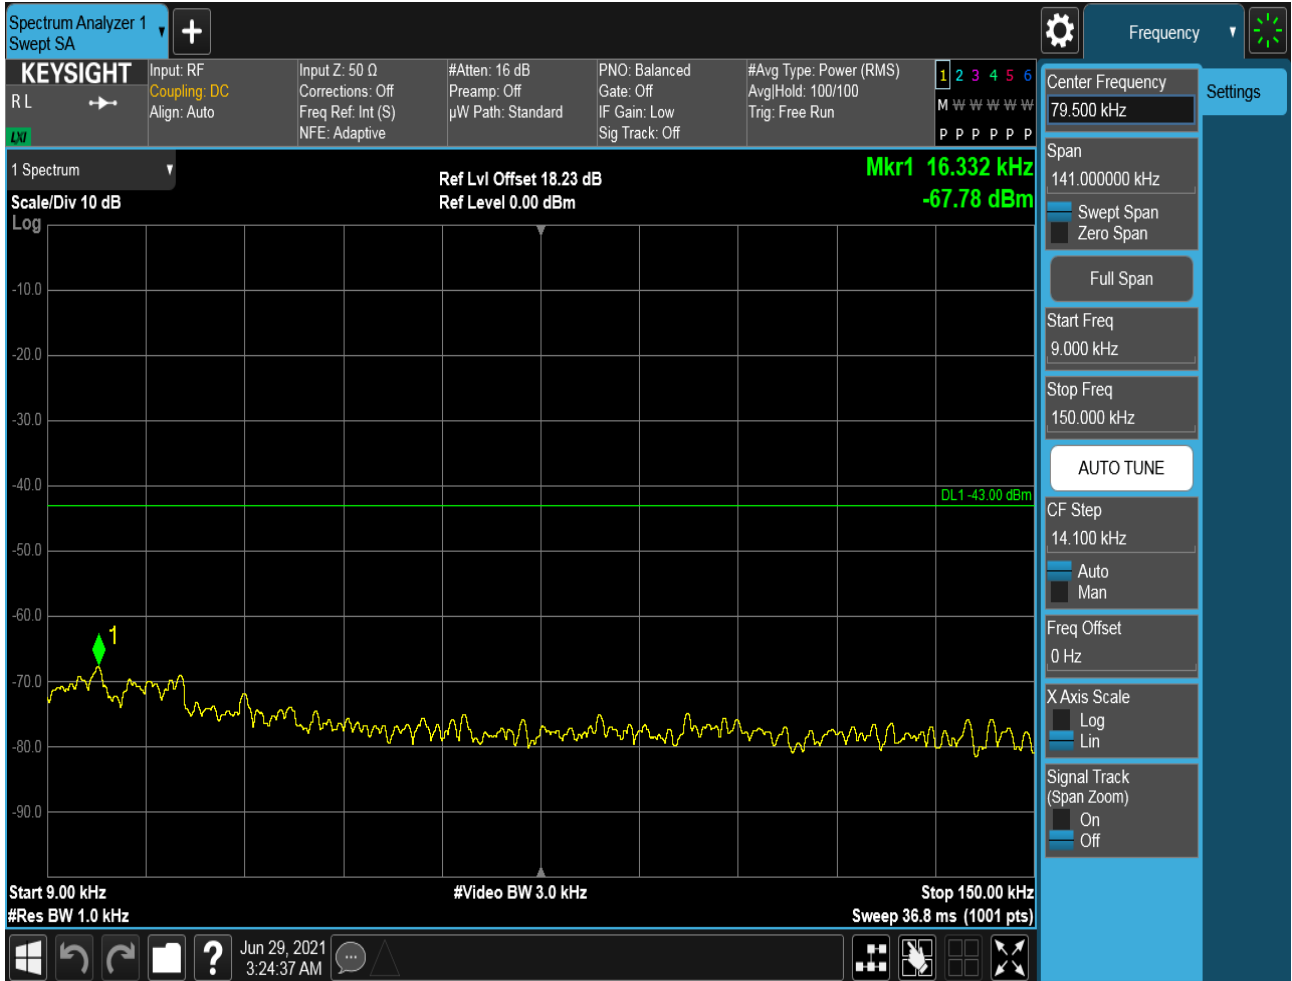 Spectrum Analyzer 1
Swept SA
Frequency
KEYSIGHT
R L
LXI
Input: RF
Coupling: DC
Align: Auto
Input Z: 50 Ω
Corrections: Off
Freq Ref: Int (S)
NFE: Adaptive
#Atten: 16 dB
Preamp: Off
µW Path: Standard
PNO: Balanced
Gate: Off
IF Gain: Low
Sig Track: Off
#Avg Type: Power (RMS)
Avg|Hold: 100/100
Trig: Free Run
1 2 3 4 5 6
M W W W W W
P P P P P P
1 Spectrum
Scale/Div 10 dB
Log
Ref Lvl Offset 18.23 dB
Ref Level 0.00 dBm
Mkr1 16.332 kHz
-67.78 dBm
-10.0
-20.0
-30.0
-40.0
DL1 -43.00 dBm
-50.0
-60.0
1
-70.0
-80.0
-90.0
Start 9.00 kHz
#Res BW 1.0 kHz
#Video BW 3.0 kHz
Stop 150.00 kHz
Sweep 36.8 ms (1001 pts)
?
Jun 29, 2021
3:24:37 AM
Center Frequency
79.500 kHz
Settings
Span
141.000000 kHz
Swept Span
Zero Span
Full Span
Start Freq
9.000 kHz
Stop Freq
150.000 kHz
AUTO TUNE
CF Step
14.100 kHz
Auto
Man
Freq Offset
0 Hz
X Axis Scale
Log
Lin
Signal Track
(Span Zoom)
On
Off